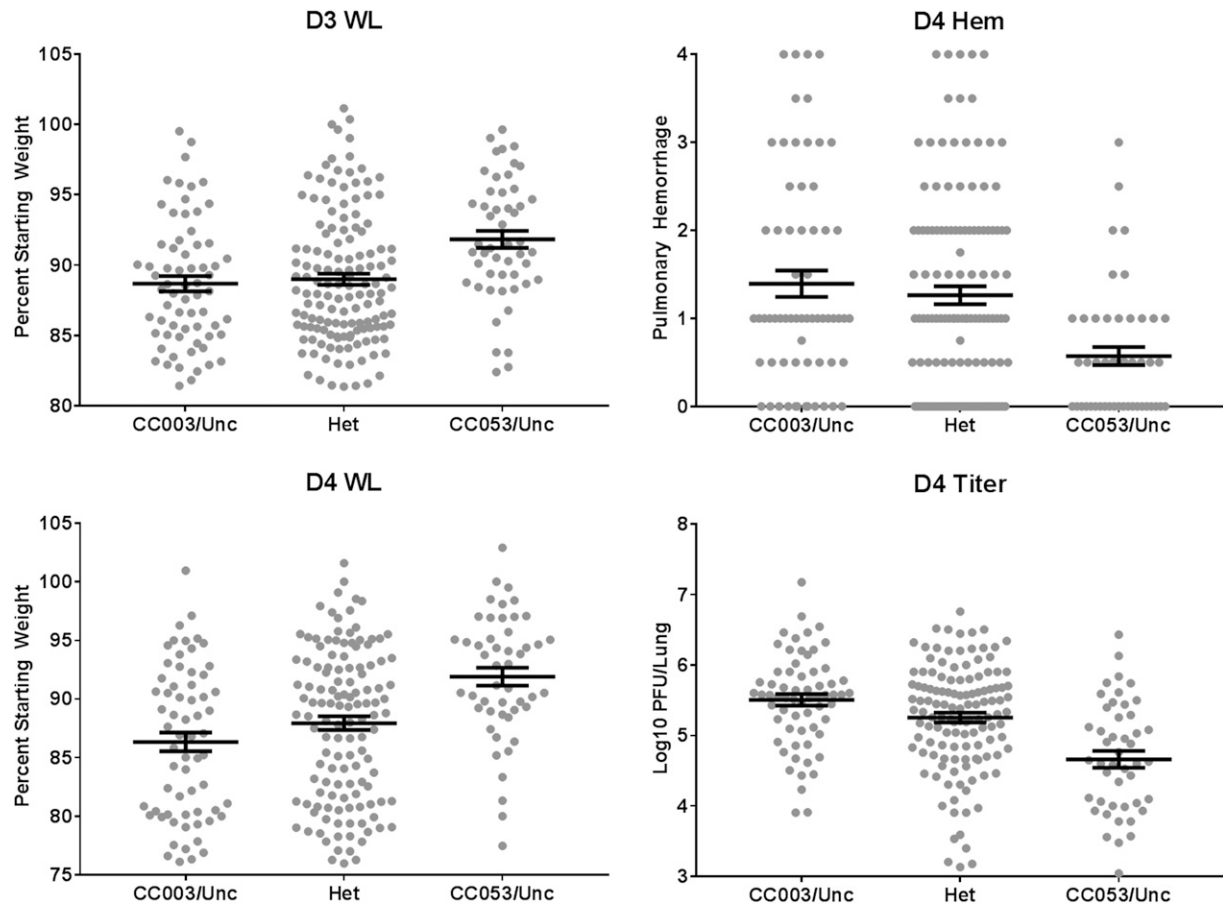 D3 WL
Percent Starting Weight
105
100
95
90
85
80
CC003/Unc Het CC053/Unc
D4 Hem
Pulmonary Hemorrhage
4
3
2
1
0
CC003/Unc Het CC053/Unc
D4 WL
Percent Starting Weight
105
100
95
90
85
80
75
CC003/Unc Het CC053/Unc
D4 Titer
Log10 PFU/Lung
8
7
6
5
4
3
CC003/Unc Het CC053/Unc